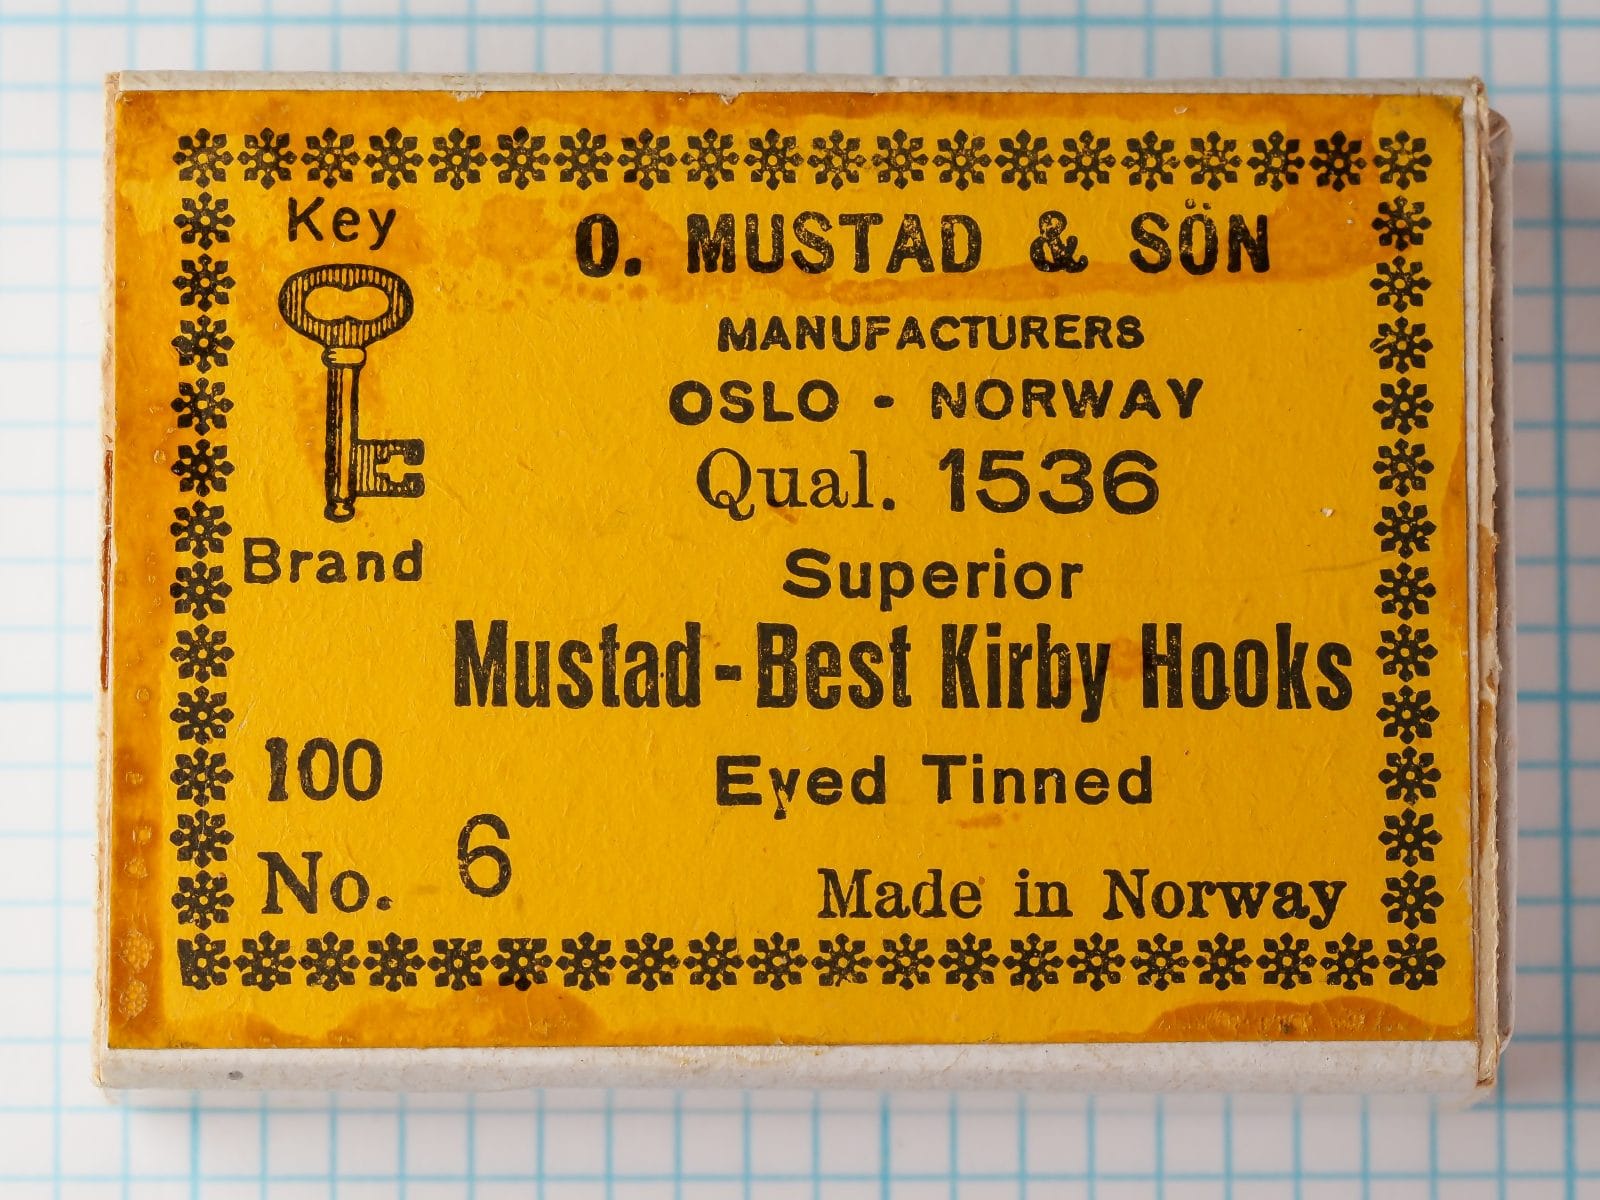 Key
Brand
O. MUSTAD & SÖN
MANUFACTURERS
OSLO - NORWAY
Qual. 1536
Superior
Mustad-Best Kirby Hooks
Eyed Tinned
100
No. 6
Made in Norway